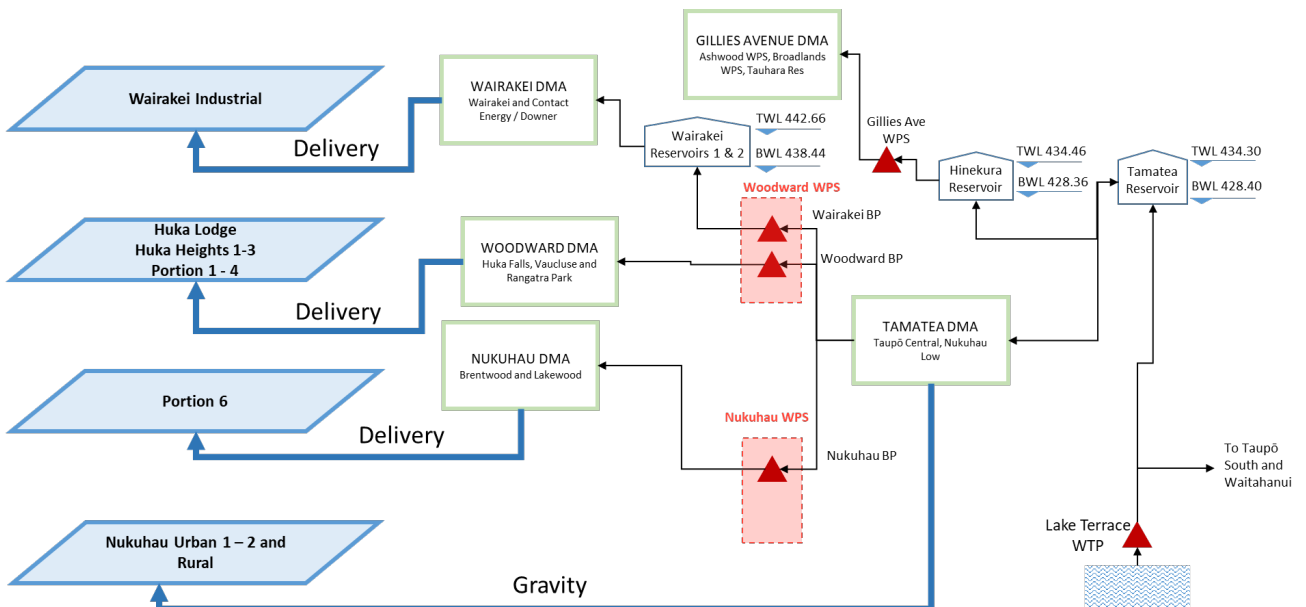 GILLIES AVENUE DMA
Ashwood WPS, Broadlands
WPS, Tauhara Res
WAIRAKEI DMA
Wairakei and Contact
Energy / Downer
Wairakei Industrial
Delivery
Wairakei
Reservoirs 1 & 2
TWL 442.66
BWL 438.44
Gillies Ave
WPS
Hinekura
Reservoir
TWL 434.46
BWL 428.36
Tamatea
Reservoir
TWL 434.30
BWL 428.40
Woodward WPS
Wairakei BP
Woodward BP
Huka Lodge
Huka Heights 1-3
Portion 1 - 4
WOODWARD DMA
Huka Falls, Vaucluse and
Rangatra Park
Delivery
TAMATEA DMA
Taupō Central, Nukuhau
Low
NUKUHAU DMA
Brentwood and Lakewood
Portion 6
Delivery
Nukuhau WPS
Nukuhau BP
To Taupō
South and
Waitahanui
Lake Terrace
WTP
Nukuhau Urban 1 – 2 and
Rural
Gravity